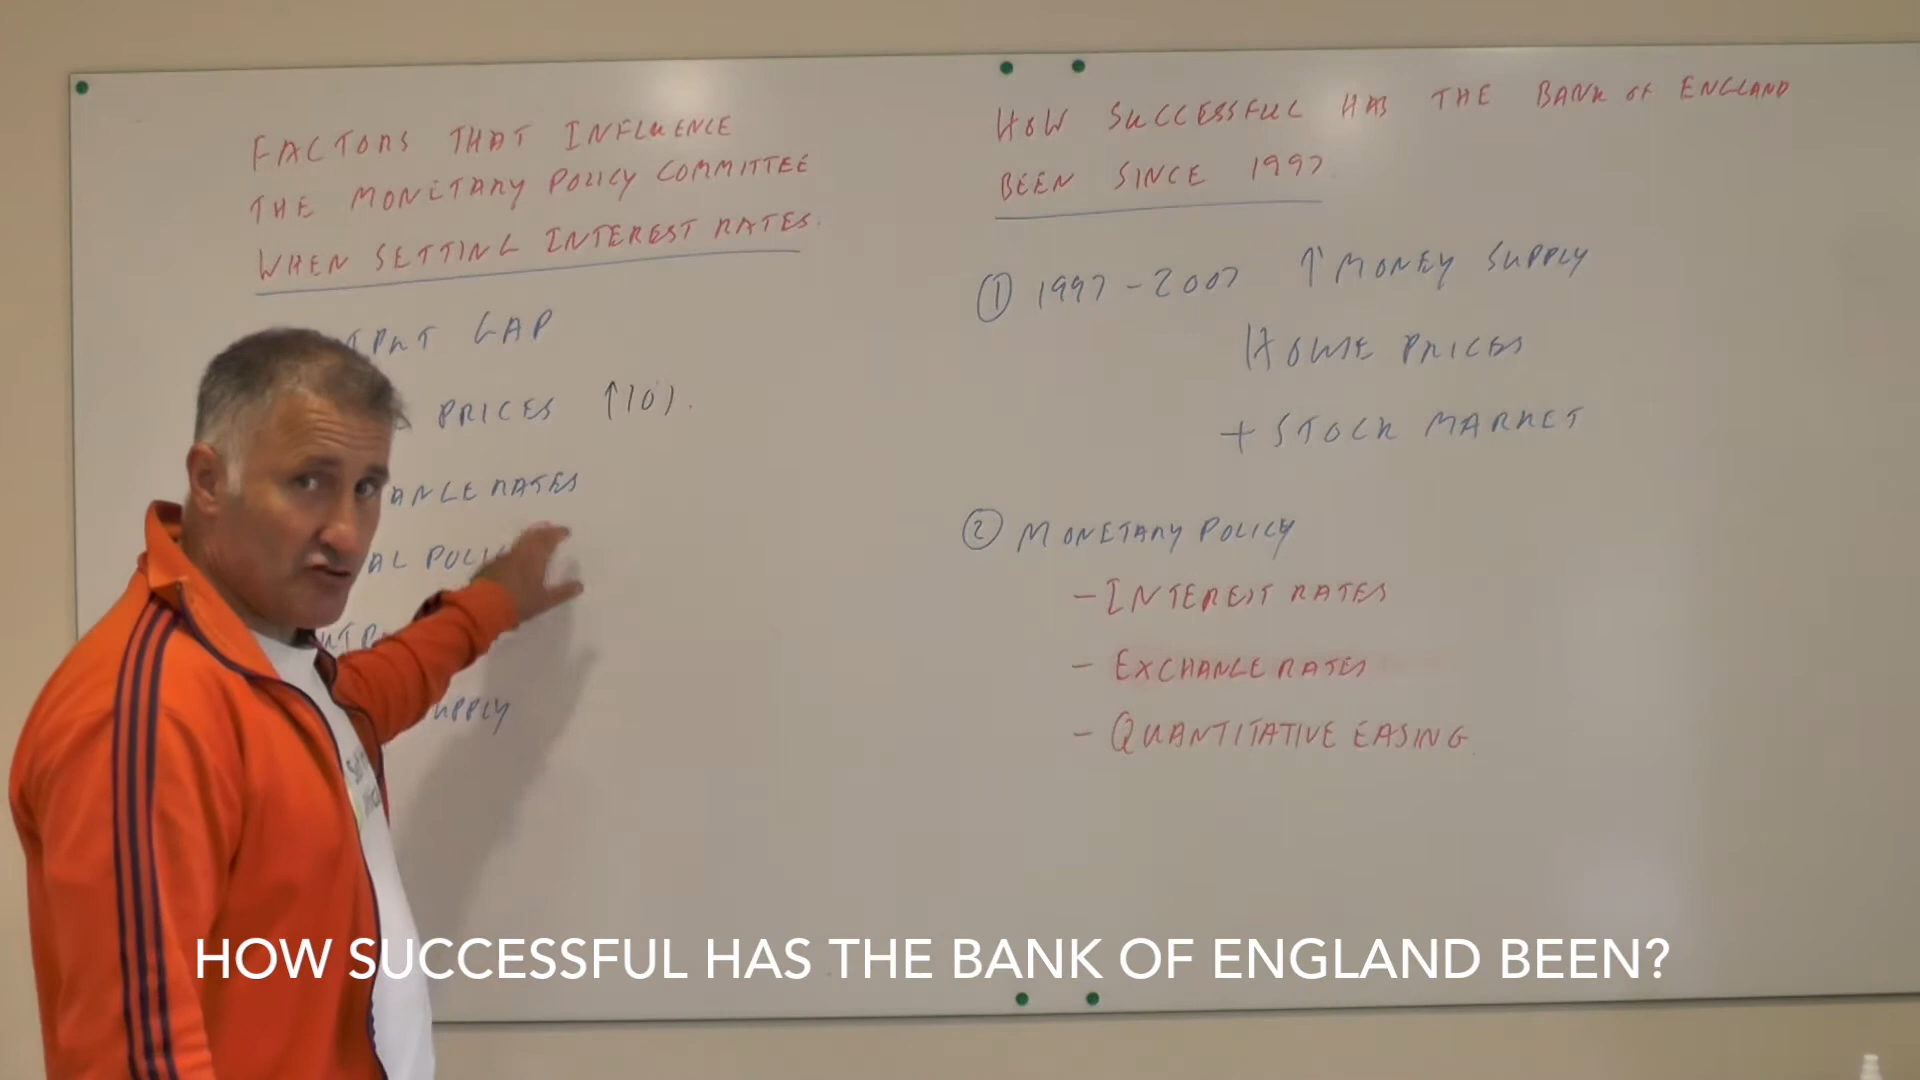 FACTORS THAT INFLUENCE
THE MONETARY POLICY COMMITTEE
WHEN SETTING INTEREST RATES.
GAP
PRICES ↑10%.
RATES
MONEY SUPPLY
HOW SUCCESSFUL HAS THE BANK OF ENGLAND
BEEN SINCE 1997
① 1997-2007 ↑MONEY SUPPLY
HOUSE PRICES
+ STOCK MARKET
② MONETARY POLICY
- INTEREST RATES
- EXCHANGE RATES
- QUANTITATIVE EASING
HOW SUCCESSFUL HAS THE BANK OF ENGLAND BEEN?